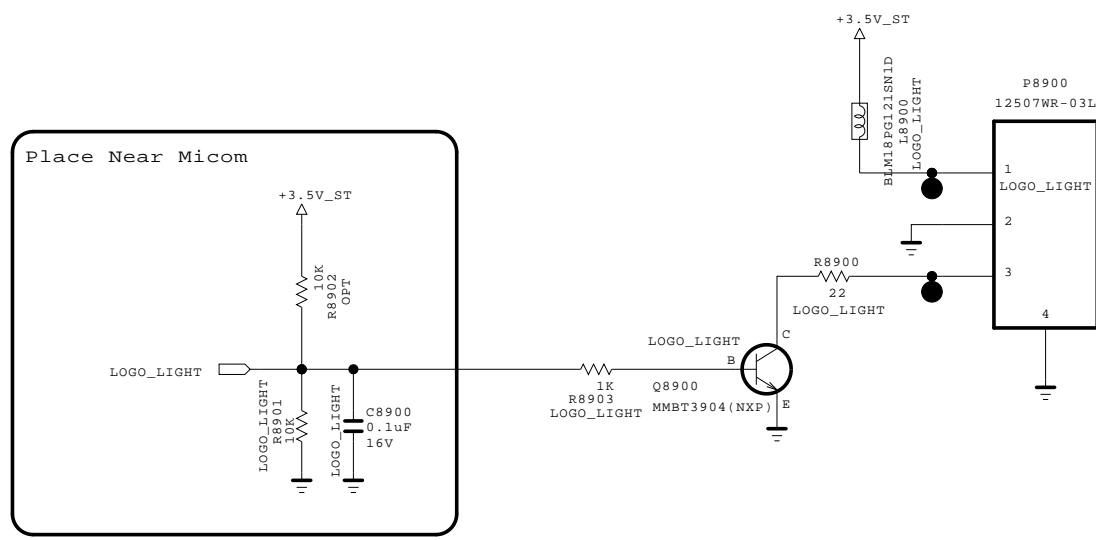 +3.5V_ST
BLM18PG121SN1D
L8900
LOGO_LIGHT
P8900
12507WR-03L
1
LOGO_LIGHT
2
3
4
Place Near Micom
+3.5V_ST
10K
R8902
OPT
LOGO_LIGHT
LOGO_LIGHT
R8901
10K
LOGO_LIGHT
C8900
0.1uF
16V
1K
R8903
LOGO_LIGHT
LOGO_LIGHT
B
C
E
Q8900
MMBT3904(NXP)
R8900
22
LOGO_LIGHT